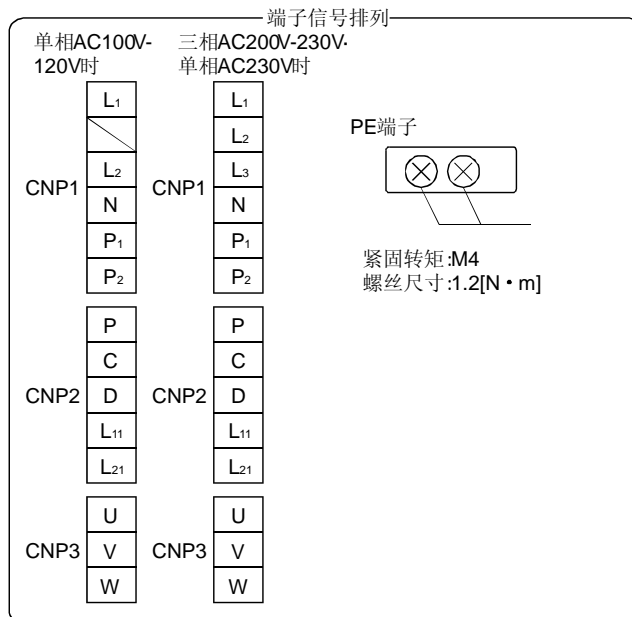 端子信号排列
单相AC100V-
120V时
三相AC200V-230V·
单相AC230V时
CNP1
L1
L2
N
P1
P2
CNP1
L1
L2
L3
N
P1
P2
CNP2
P
C
D
L11
L21
CNP2
P
C
D
L11
L21
CNP3
U
V
W
CNP3
U
V
W
PE端子
紧固转矩:M4
螺丝尺寸:1.2[N·m]